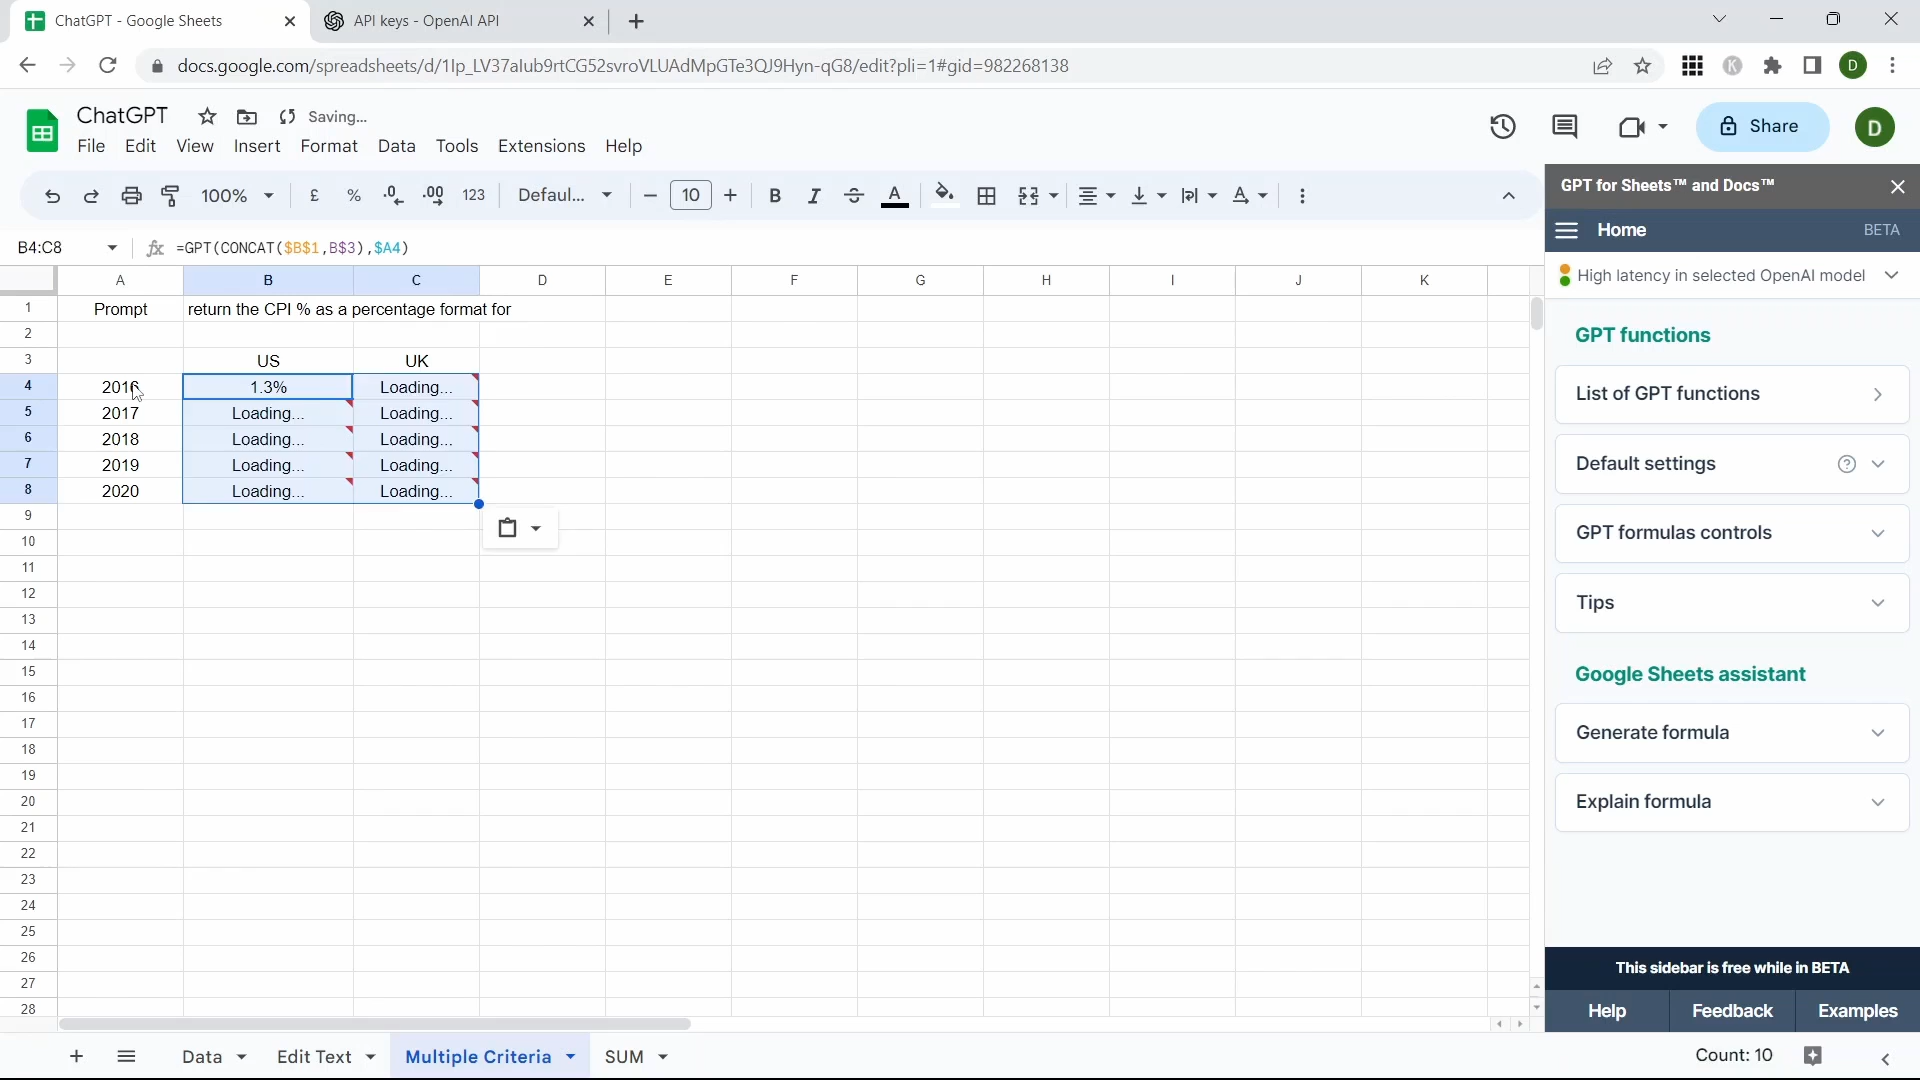 ChatGPT - Google Sheets
API keys - OpenAI API
docs.google.com/spreadsheets/d/1Ip_LV37alub9rtCG52svroVLUAdMpGTe3QJ9Hyn-qG8/edit?pli=1#gid=982268138
K
D
ChatGPT
Saving...
File Edit View Insert Format Data Tools Extensions Help
Share
D
100%
£ % .0 .00 123
Defaul...
10
B I A
B4:C8
fx =GPT(CONCAT($B$1,B$3),$A4)
A B C D E F G H I J K
1 Prompt return the CPI % as a percentage format for
2
3 US UK
4 2016 1.3% Loading...
5 2017 Loading... Loading...
6 2018 Loading... Loading...
7 2019 Loading... Loading...
8 2020 Loading... Loading...
9
10
11
12
13
14
15
16
17
18
19
20
21
22
23
24
25
26
27
28
GPT for Sheets™ and Docs™
Home BETA
High latency in selected OpenAI model
GPT functions
List of GPT functions
Default settings
GPT formulas controls
Tips
Google Sheets assistant
Generate formula
Explain formula
This sidebar is free while in BETA
Help Feedback Examples
Data Edit Text Multiple Criteria SUM
Count: 10